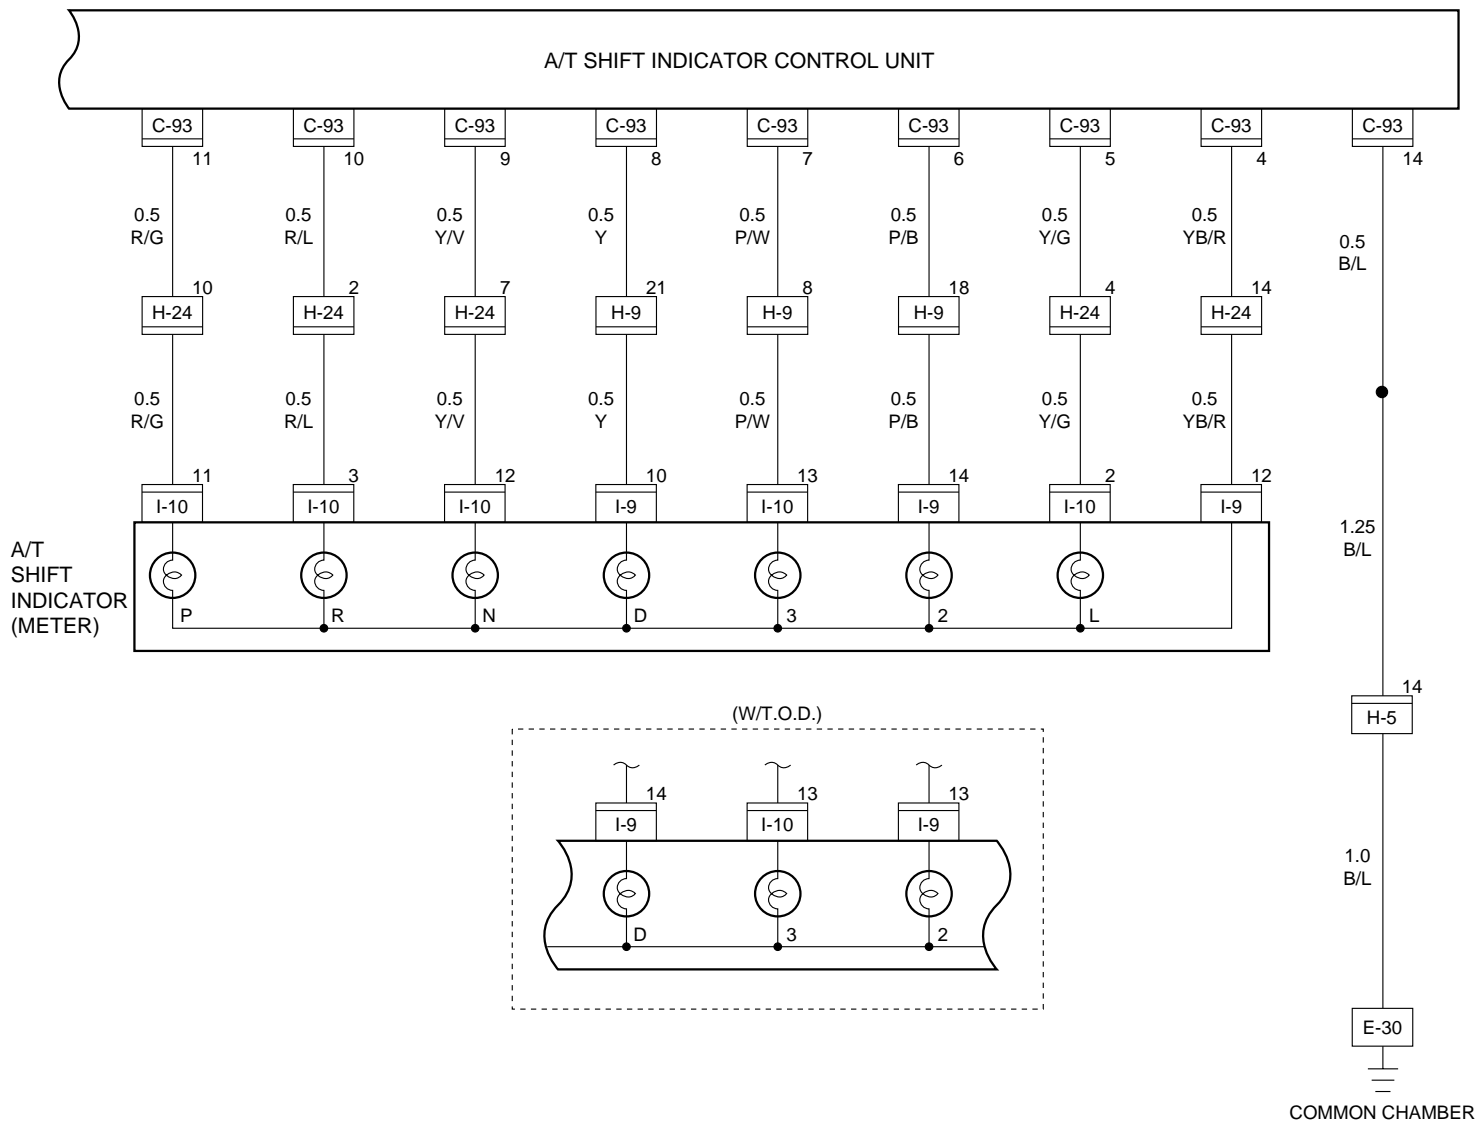 A/T SHIFT INDICATOR CONTROL UNIT
C-93 C-93 C-93 C-93 C-93 C-93 C-93 C-93 C-93
11 10 9 8 7 6 5 4 14
0.5 0.5 0.5 0.5 0.5 0.5 0.5 0.5
R/G R/L Y/V Y P/W P/B Y/G YB/R
0.5
B/L
10 2 7 21 8 18 4 14
H-24 H-24 H-24 H-9 H-9 H-9 H-24 H-24
0.5 0.5 0.5 0.5 0.5 0.5 0.5 0.5
R/G R/L Y/V Y P/W P/B Y/G YB/R
11 3 12 10 13 14 2 12
I-10 I-10 I-10 I-9 I-10 I-9 I-10 I-9
1.25
B/L
A/T
SHIFT
INDICATOR
(METER)
P R N D 3 2 L
14
H-5
(W/T.O.D.)
14 13 13
I-9 I-10 I-9
1.0
B/L
D 3 2
E-30
COMMON CHAMBER